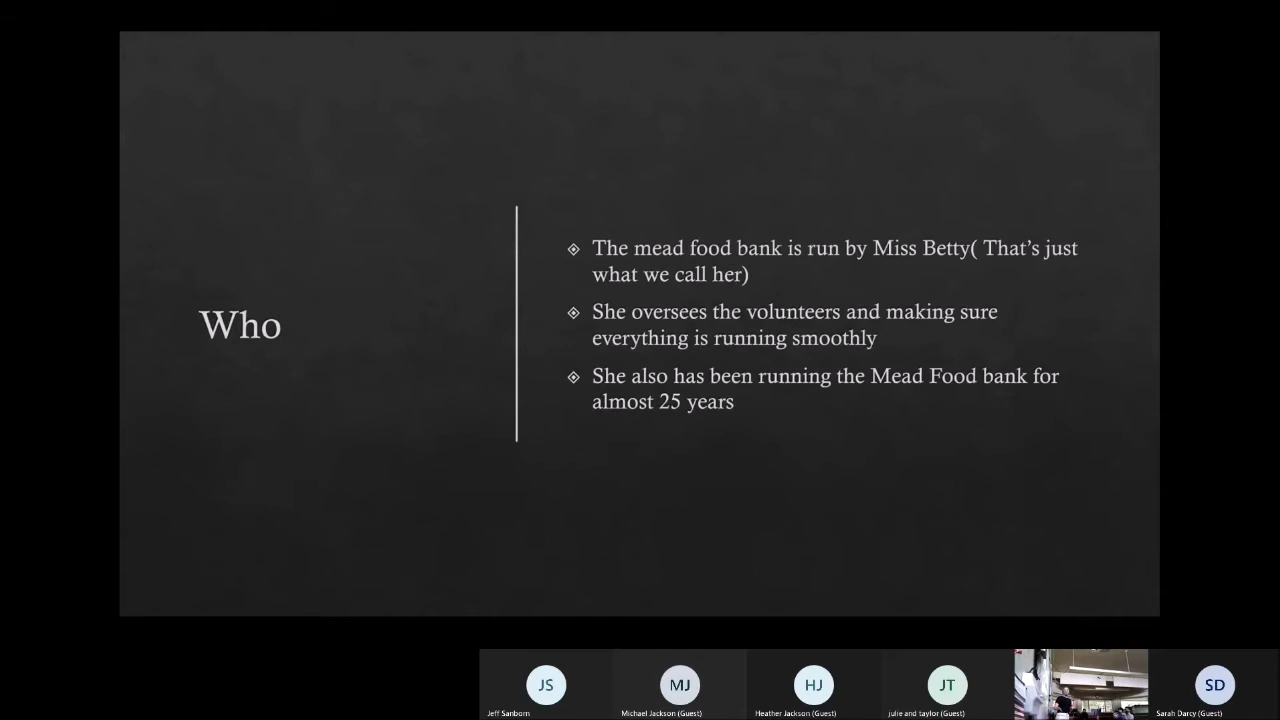 Who
The mead food bank is run by Miss Betty( That's just
what we call her)
She oversees the volunteers and making sure
everything is running smoothly
She also has been running the Mead Food bank for
almost 25 years
JS
MJ
HJ
JT
SD
Jeff Sanborn
Michael Jackson (Guest)
Heather Jackson (Guest)
julie and taylor (Guest)
Sarah Darcy (Guest)